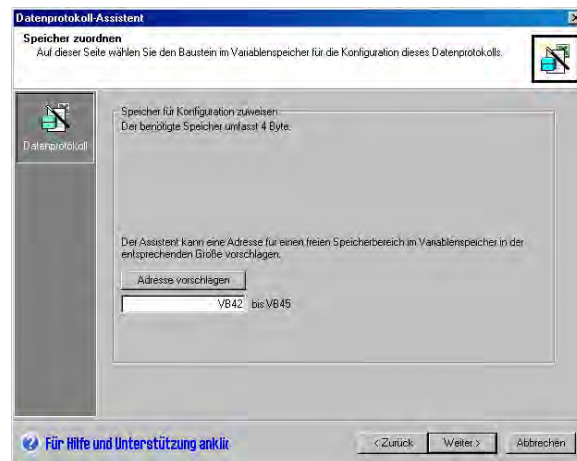 Datenprotokoll-Assistent
Speicher zuordnen
Auf dieser Seite wählen Sie den Baustein im Variablenspeicher für die Konfiguration dieses Datenprotokolls.
Datenprotokoll
Speicher für Konfiguration zuweisen
Der benötigte Speicher umfasst 4 Byte.
Der Assistent kann eine Adresse für einen freien Speicherbereich im Variablenspeicher in der
entsprechenden Größe vorschlagen.
Adresse vorschlagen
VB42 bis VB45
Für Hilfe und Unterstützung anklic
< Zurück
Weiter >
Abbrechen